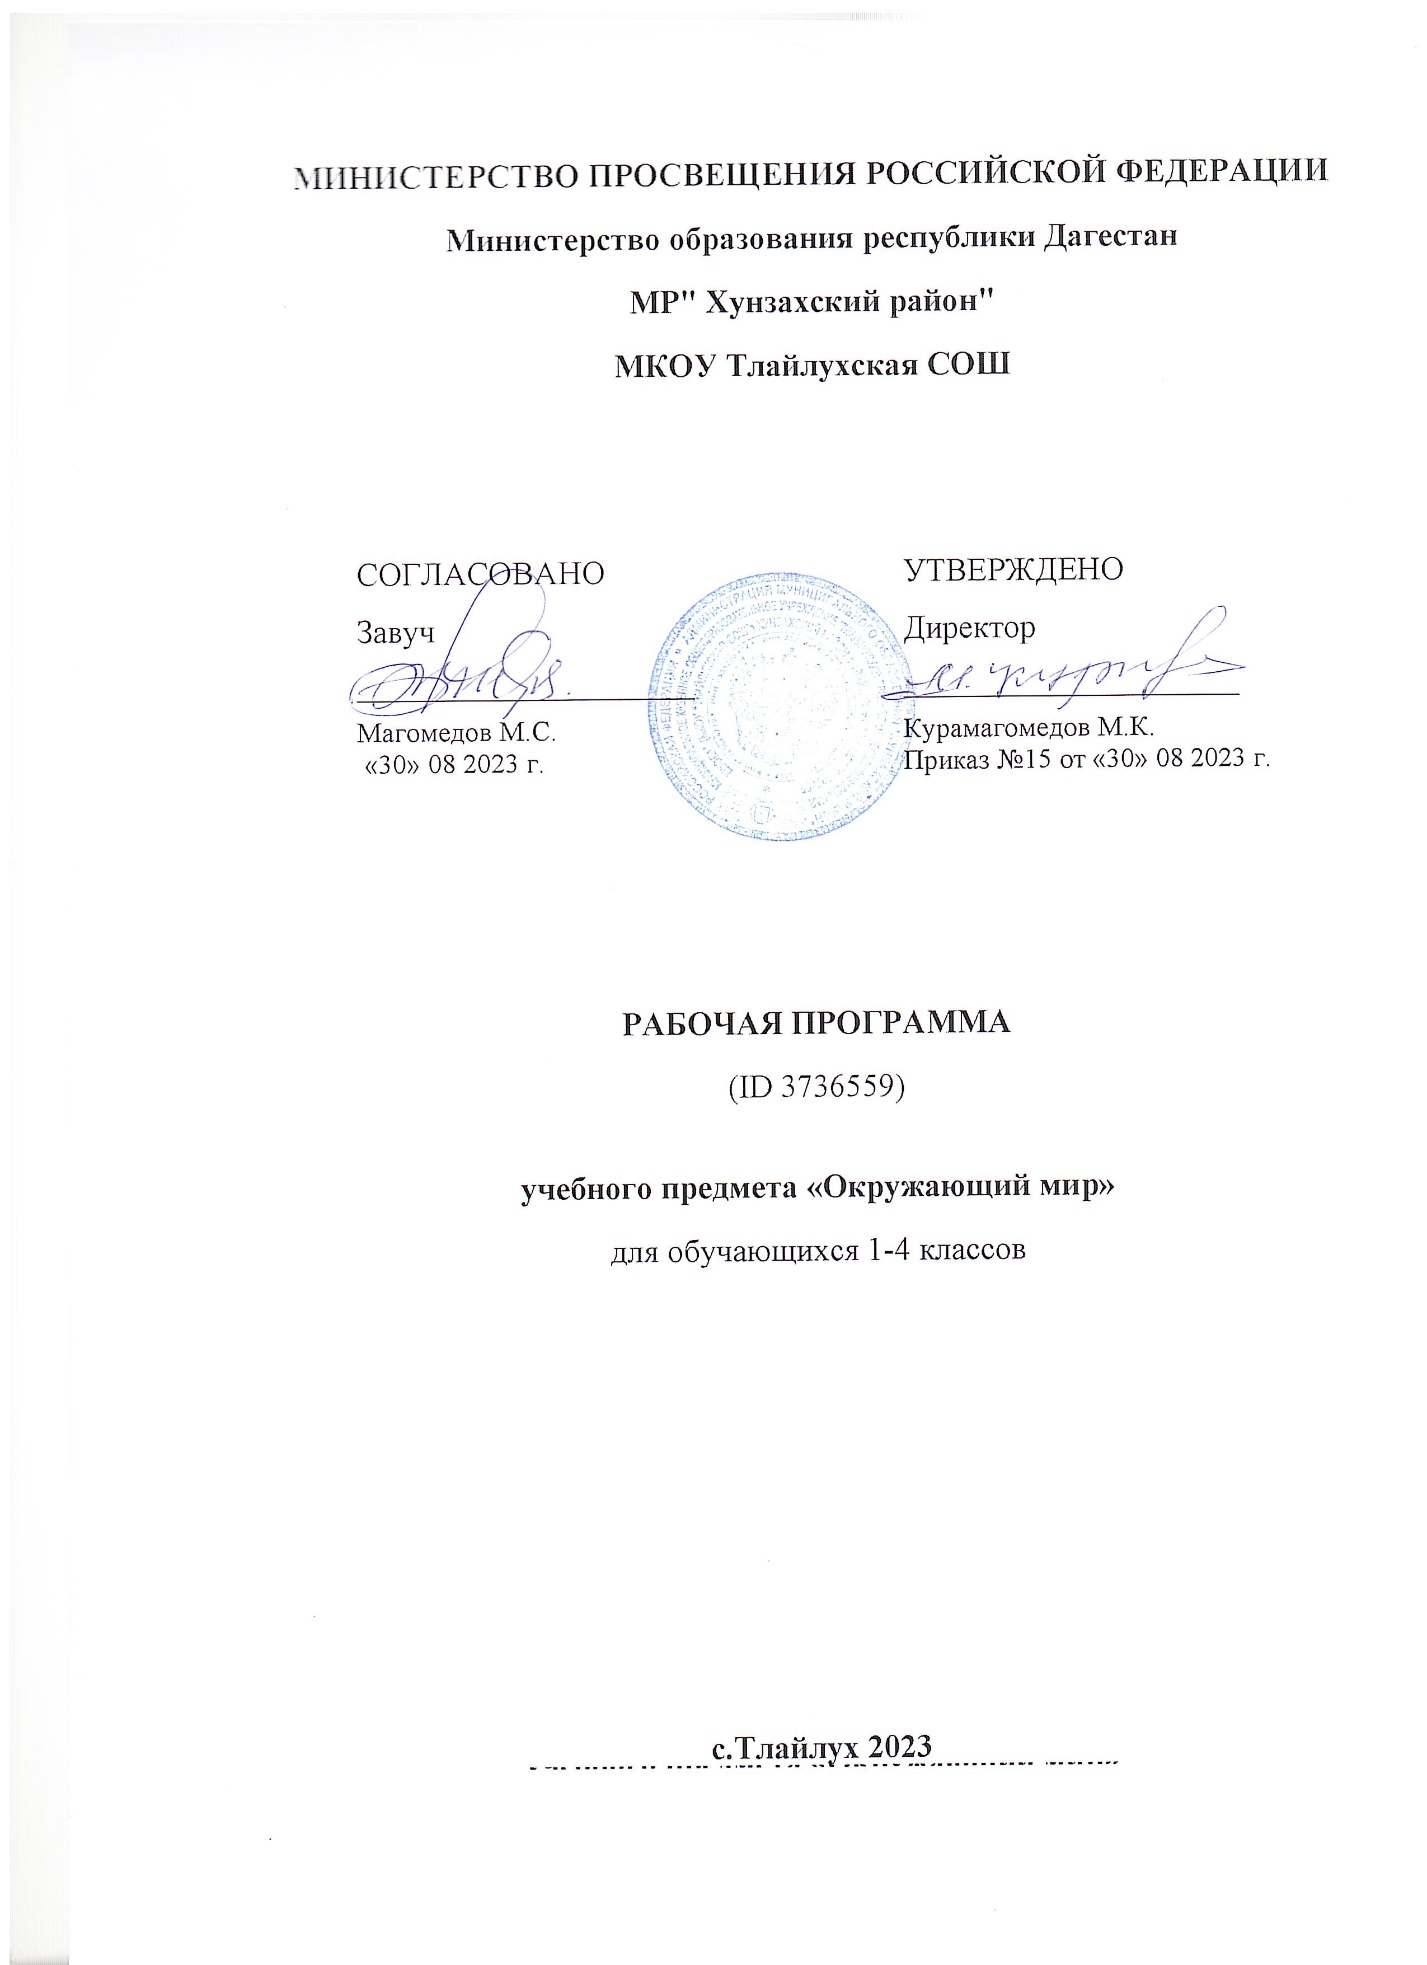 МИНИСТЕРСТВО ПРОСВЕЩЕНИЯ РОССИЙСКОЙ ФЕДЕРАЦИИ
Министерство образования республики Дагестан
МР" Хунзахский район"
МКОУ Тлайлухская СОШ
СОГЛАСОВАНО
Завуч
Магомедов М.С.
«30» 08 2023 г.
УТВЕРЖДЕНО
Директор
Курамагомедов М.К.
Приказ №15 от «30» 08 2023 г.
РАБОЧАЯ ПРОГРАММА
(ID 3736559)
учебного предмета «Окружающий мир»
для обучающихся 1-4 классов
с.Тлайлух 2023